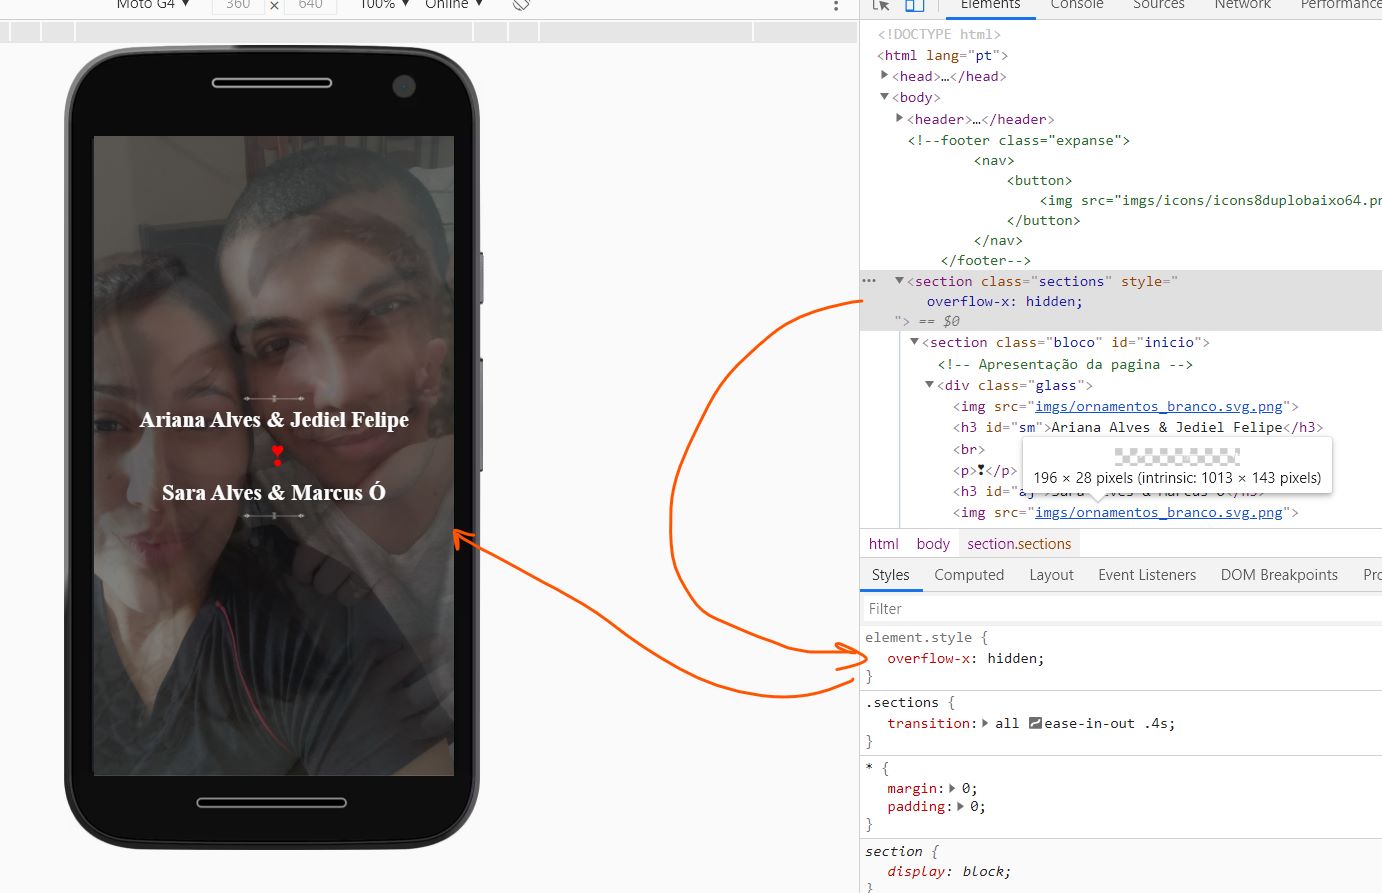 Moto G4 ▼ 360 × 640 100% ▼ Online ▼
Elements Console Sources Network Performance
Ariana Alves & Jediel Felipe
❣
Sara Alves & Marcus Ó
<!DOCTYPE html>
<html lang="pt">
▶<head>…</head>
▼<body>
▶<header>…</header>
<!--footer class="expanse">
<nav>
<button>
<img src="imgs/icons/icons8duplobaixo64.pn
</button>
</nav>
</footer-->
… ▼<section class="sections" style="
overflow-x: hidden;
"> == $0
▼<section class="bloco" id="inicio">
<!-- Apresentação da pagina -->
▼<div class="glass">
<img src="imgs/ornamentos_branco.svg.png">
<h3 id="sm">Ariana Alves & Jediel Felipe</h3>
<br>
<p>❣</p>
196 × 28 pixels (intrinsic: 1013 × 143 pixels)
<h3 id="aj">Sara Alves & Marcus Ó</h3>
<img src="imgs/ornamentos_branco.svg.png">
html body section.sections
Styles Computed Layout Event Listeners DOM Breakpoints Pro
Filter
element.style {
overflow-x: hidden;
}
.sections {
transition:▶ all ease-in-out .4s;
}
* {
margin:▶ 0;
padding:▶ 0;
}
section {
display: block;
}